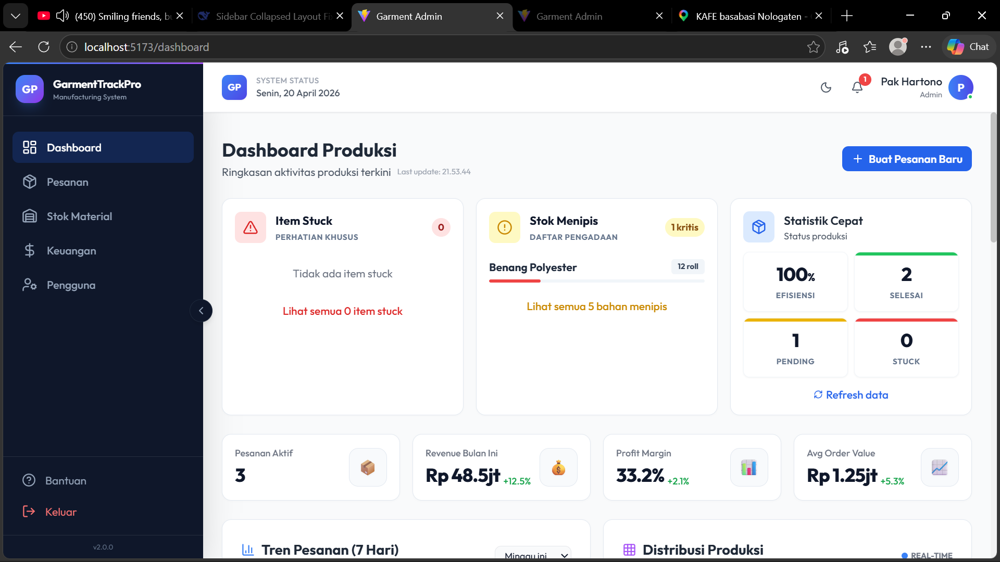 (450) Smiling friends, bu
Sidebar Collapsed Layout Fix
Garment Admin
Garment Admin
KAFE basabasi Nologaten -
localhost:5173/dashboard
Chat
GP
GarmentTrackPro
Manufacturing System
Dashboard
Pesanan
Stok Material
Keuangan
Pengguna
Bantuan
Keluar
v2.0.0
GP
SYSTEM STATUS
Senin, 20 April 2026
1
Pak Hartono
Admin
P
Dashboard Produksi
Ringkasan aktivitas produksi terkini Last update: 21.53.44
+ Buat Pesanan Baru
Item Stuck
PERHATIAN KHUSUS
0
Tidak ada item stuck
Lihat semua 0 item stuck
Stok Menipis
DAFTAR PENGADAAN
1 kritis
Benang Polyester
12 roll
Lihat semua 5 bahan menipis
Statistik Cepat
Status produksi
100%
EFISIENSI
2
SELESAI
1
PENDING
0
STUCK
Refresh data
Pesanan Aktif
3
Revenue Bulan Ini
Rp 48.5jt +12.5%
Profit Margin
33.2% +2.1%
Avg Order Value
Rp 1.25jt +5.3%
Tren Pesanan (7 Hari)
Minggu ini
Distribusi Produksi
REAL-TIME